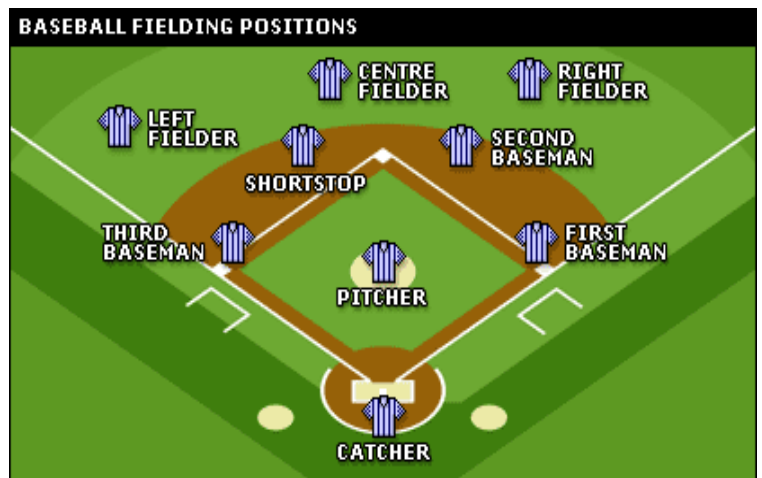 BASEBALL FIELDING POSITIONS
CENTRE
FIELDER
RIGHT
FIELDER
LEFT
FIELDER
SECOND
BASEMAN
SHORTSTOP
THIRD
BASEMAN
FIRST
BASEMAN
PITCHER
CATCHER